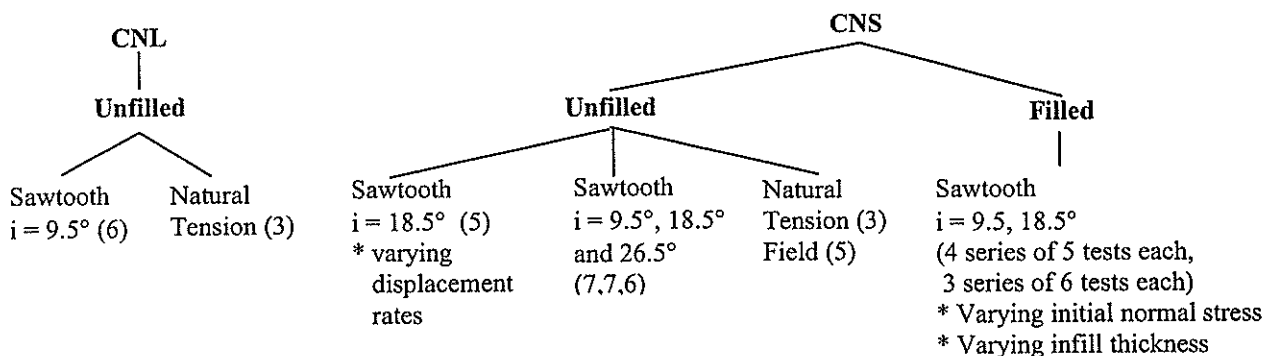 CNL
Unfilled
Sawtooth
i = 9.5° (6)
Natural
Tension (3)
CNS
Unfilled
Filled
Sawtooth
i = 18.5° (5)
* varying
displacement
rates
Sawtooth
i = 9.5°, 18.5°
and 26.5°
(7,7,6)
Natural
Tension (3)
Field (5)
Sawtooth
i = 9.5, 18.5°
(4 series of 5 tests each,
3 series of 6 tests each)
* Varying initial normal stress
* Varying infill thickness